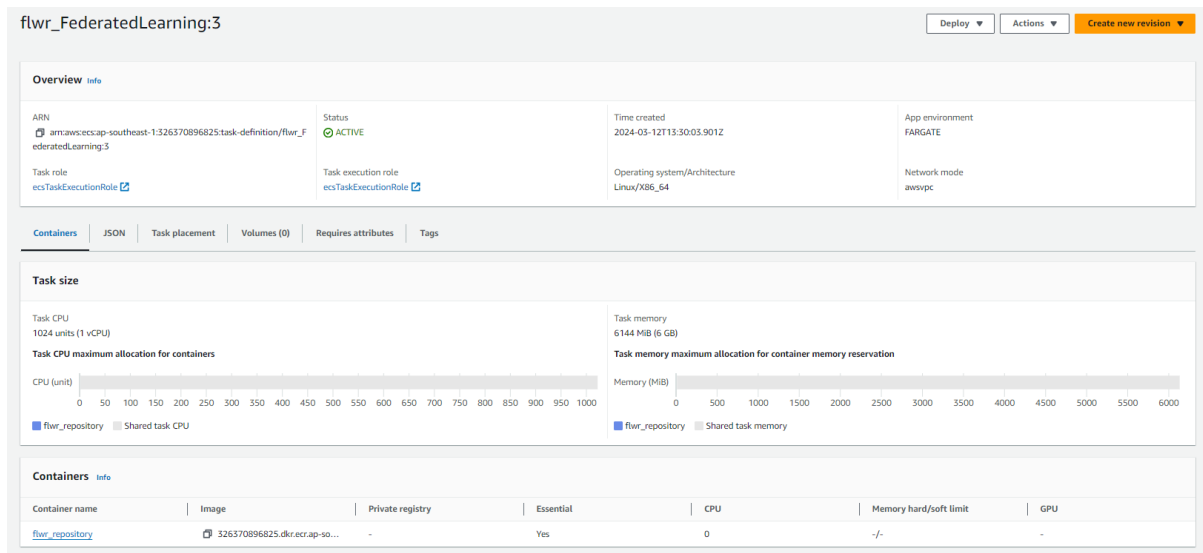 flwr_FederatedLearning:3
Deploy
Actions
Create new revision
Overview Info
ARN
arn:aws:ecs:ap-southeast-1:326370896825:task-definition/flwr_F
ederatedLearning:3
Status
ACTIVE
Time created
2024-03-12T13:30:03.901Z
App environment
FARGATE
Task role
ecsTaskExecutionRole
Task execution role
ecsTaskExecutionRole
Operating system/Architecture
Linux/X86_64
Network mode
awsvpc
Containers JSON Task placement Volumes (0) Requires attributes Tags
Task size
Task CPU
1024 units (1 vCPU)
Task CPU maximum allocation for containers
CPU (unit)
0 50 100 150 200 250 300 350 400 450 500 550 600 650 700 750 800 850 900 950 1000
flwr_repository Shared task CPU
Task memory
6144 MiB (6 GB)
Task memory maximum allocation for container memory reservation
Memory (MiB)
0 500 1000 1500 2000 2500 3000 3500 4000 4500 5000 5500 6000
flwr_repository Shared task memory
Containers Info
Container name Image Private registry Essential CPU Memory hard/soft limit GPU
flwr_repository 326370896825.dkr.ecr.ap-so... - Yes 0 -/- -